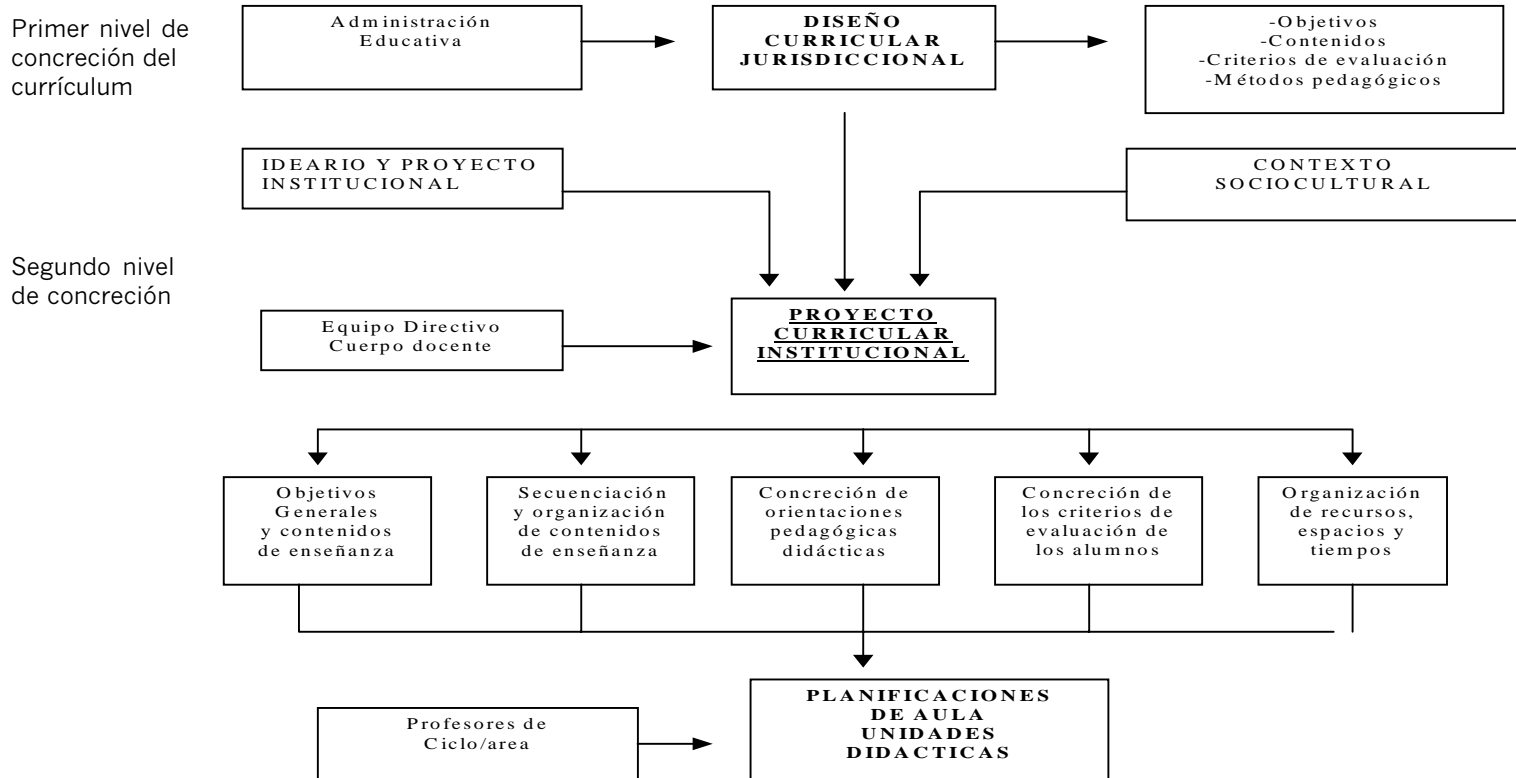 Primer nivel de
concreción del
currículum
Administración
Educativa
DISEÑO
CURRICULAR
JURISDICCIONAL
-Objetivos
-Contenidos
-Criterios de evaluación
-Métodos pedagógicos
IDEARIO Y PROYECTO
INSTITUCIONAL
CONTEXTO
SOCIOCULTURAL
Segundo nivel
de concreción
Equipo Directivo
Cuerpo docente
PROYECTO
CURRICULAR
INSTITUCIONAL
Objetivos
Generales
y contenidos
de enseñanza
Secuenciación
y organización
de contenidos
de enseñanza
Concreción de
orientaciones
pedagógicas
didácticas
Concreción de
los criterios de
evaluación de
los alumnos
Organización
de recursos,
espacios y
tiempos
Profesores de
Ciclo/area
PLANIFICACIONES
DE AULA
UNIDADES
DIDACTICAS